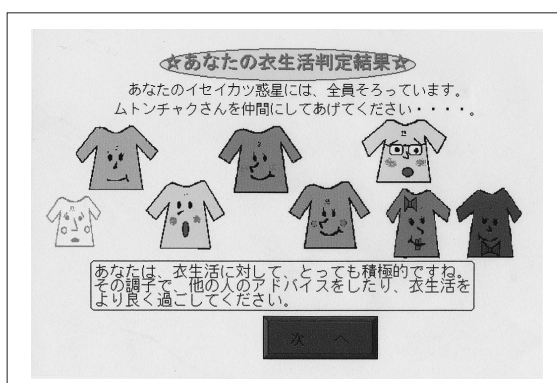 ☆あなたの衣生活判定結果☆
あなたのイセイカツ惑星には、全員そろっています。
ムトンチャクさんを仲間にしてあげてください・・・・。
あなたは、衣生活に対して、とっても積極的ですね。
その調子で、他の人のアドバイスをしたり、衣生活を
より良く過ごしてください。
次　へ